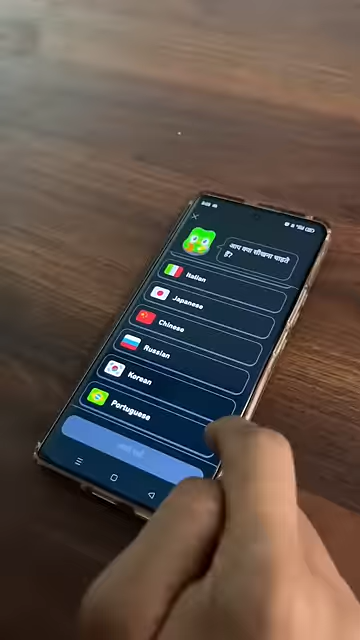 आप क्या सीखना चाहते
हैं?
Italian
Japanese
Chinese
Russian
Korean
Portuguese